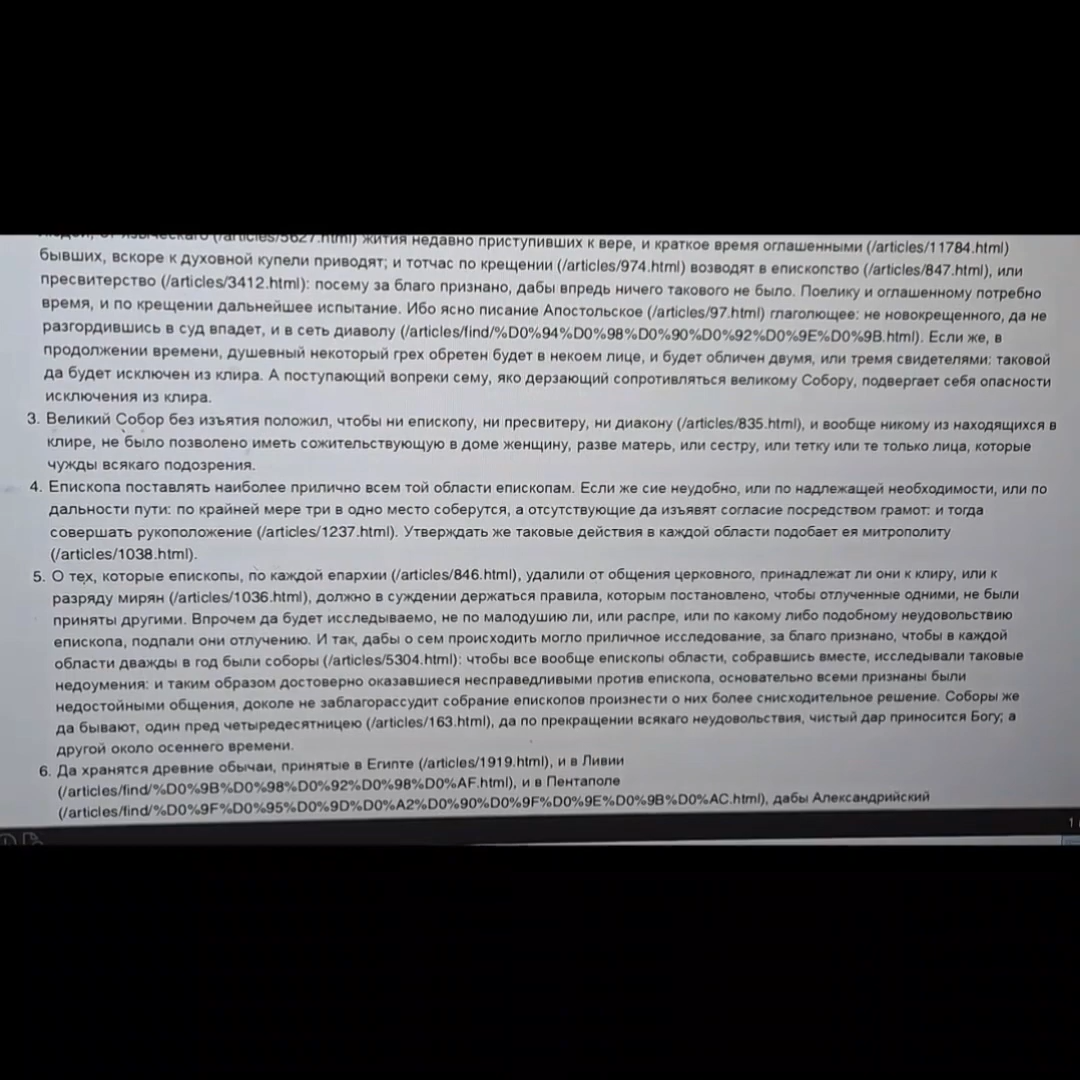 языческаго (/articles/5627.html) жития недавно приступивших к вере, и краткое время оглашенными (/articles/11784.html)
бывших, вскоре к духовной купели приводят; и тотчас по крещении (/articles/974.html) возводят в епископство (/articles/847.html), или
пресвитерство (/articles/3412.html): посему за благо признано, дабы впредь ничего таковаго не было. Поелику и оглашенному потребно
время, и по крещении дальнейшее испытание. Ибо ясно писание Апостольское (/articles/97.html) глаголющее: не новокрещенного, да не
разгордившись в суд впадет, и в сеть диаволу (/articles/find/%D0%94%D0%98%D0%90%D0%92%D0%9E%D0%9B.html). Если же, в
продолжении времени, душевный некоторый грех обретен будет в некоем лице, и будет обличен двумя, или тремя свидетелями: таковой
да будет исключен из клира. А поступающий вопреки сему, яко дерзающий сопротивляться великому Собору, подвергает себя опасности
исключения из клира.
3. Великий Собор без изъятия положил, чтобы ни епископу, ни пресвитеру, ни диакону (/articles/835.html), и вообще никому из находящихся в
клире, не было позволено иметь сожительствующую в доме женщину, разве матерь, или сестру, или тетку или те только лица, которые
чужды всякаго подозрения.
4. Епископа поставлять наиболее прилично всем той области епископам. Если же сие неудобно, или по надлежащей необходимости, или по
дальности пути: по крайней мере три в одно место соберутся, а отсутствующие да изъявят согласие посредством грамот: и тогда
совершать рукоположение (/articles/1237.html). Утверждать же таковые действия в каждой области подобает ея митрополиту
(/articles/1038.html).
5. О тех, которые епископы, по каждой епархии (/articles/846.html), удалили от общения церковного, принадлежат ли они к клиру, или к
разряду мирян (/articles/1036.html), должно в суждении держаться правила, которым постановлено, чтобы отлученные одними, не были
приняты другими. Впрочем да будет исследываемо, не по малодушию ли, или распре, или по какому либо подобному неудовольствию
епископа, подпали они отлучению. И так, дабы о сем происходить могло приличное исследование, за благо признано, чтобы в каждой
области дважды в год были соборы (/articles/5304.html): чтобы все вообще епископы области, собравшись вместе, исследывали таковые
недоумения: и таким образом достоверно оказавшиеся несправедливыми против епископа, основательно всеми признаны были
недостойными общения, доколе не заблагорассудит собрание епископов произнести о них более снисходительное решение. Соборы же
да бывают, один пред четыредесятницею (/articles/163.html), да по прекращении всякаго неудовольствия, чистый дар приносится Богу; а
другой около осеннего времени.
6. Да хранятся древние обычаи, принятые в Египте (/articles/1919.html), и в Ливии
(/articles/find/%D0%9B%D0%98%D0%92%D0%98%D0%AF.html), и в Пентаполе
(/articles/find/%D0%9F%D0%95%D0%9D%D0%A2%D0%90%D0%9F%D0%9E%D0%9B%D0%AC.html), дабы Александрийский
1